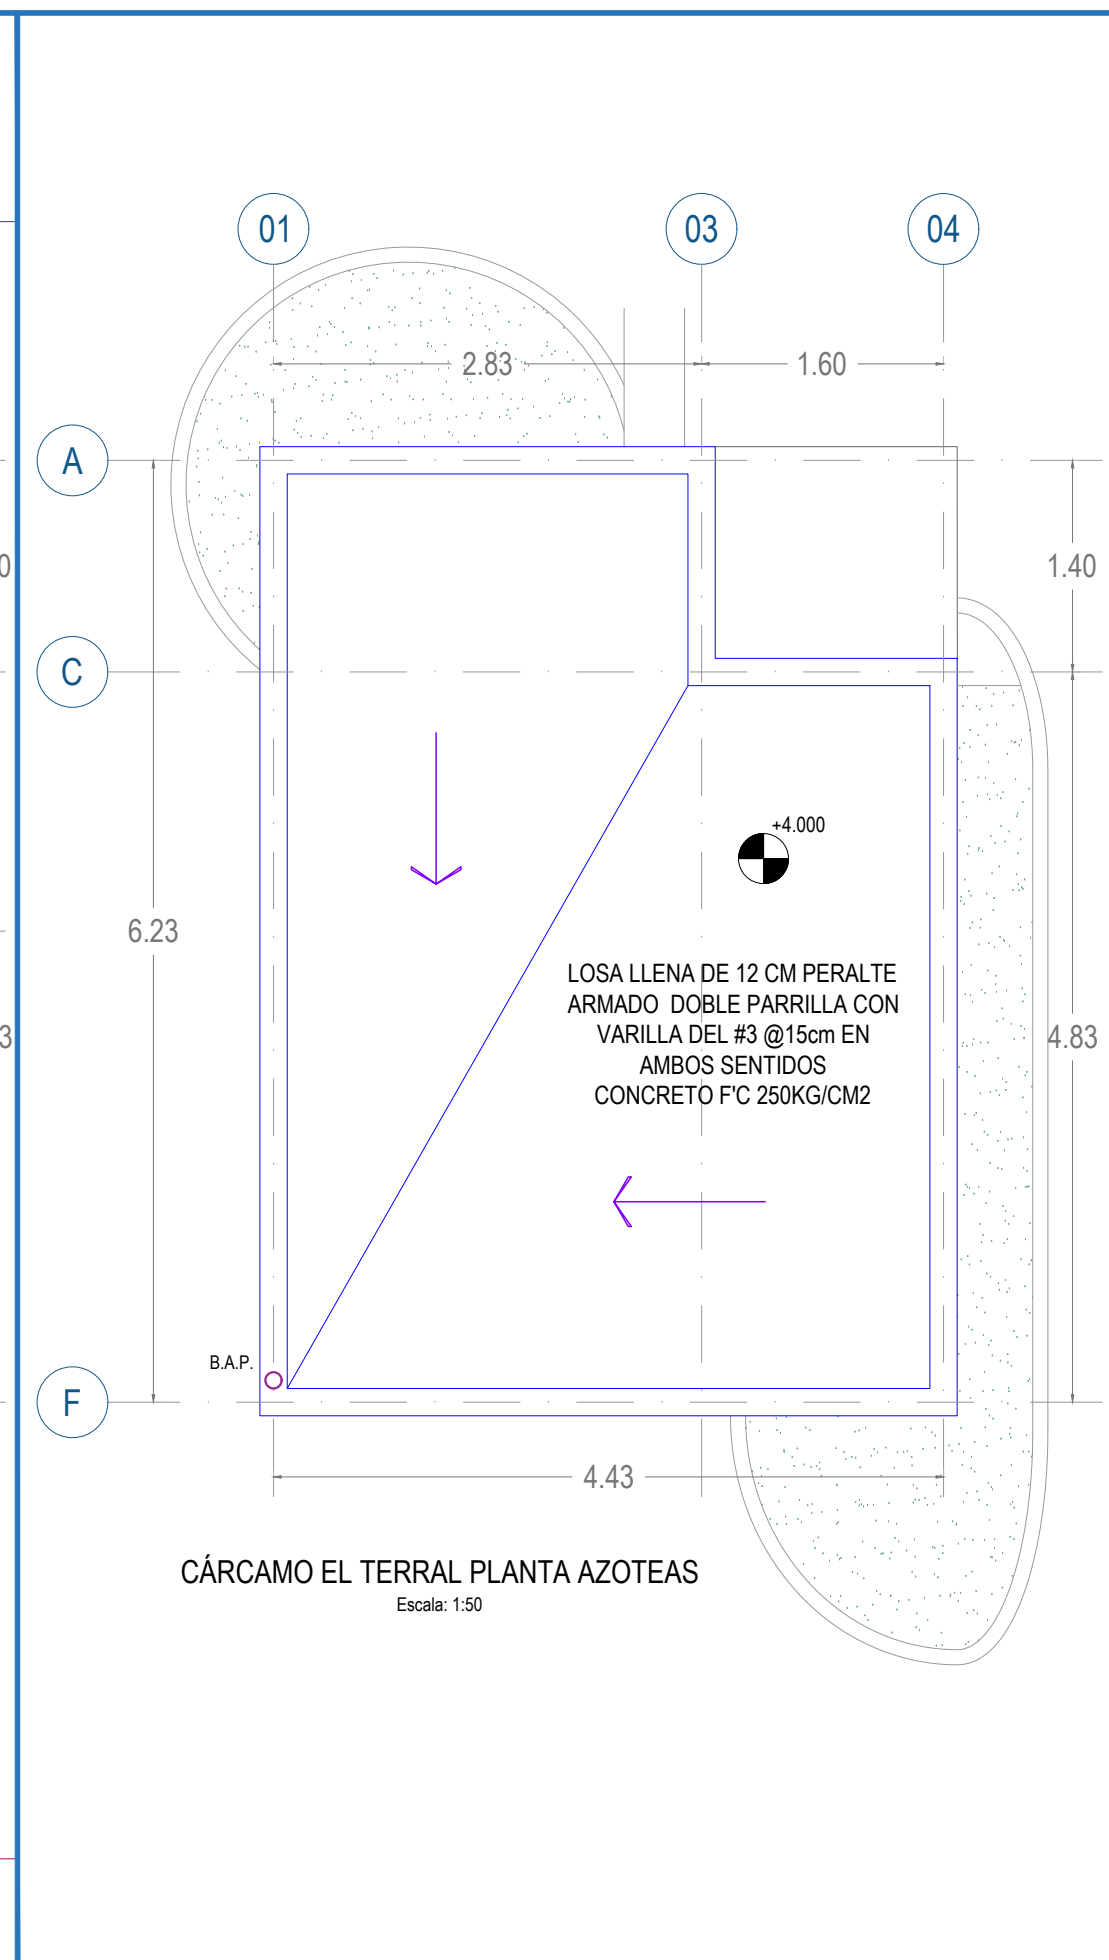 01
03
04
2.83
1.60
A
0
1.40
C
+4.000
6.23
LOSA LLENA DE 12 CM PERALTE
ARMADO DOBLE PARRILLA CON
VARILLA DEL #3 @15cm EN
AMBOS SENTIDOS
CONCRETO F'C 250KG/CM2
3
4.83
B.A.P.
F
4.43
CÁRCAMO EL TERRAL PLANTA AZOTEAS
Escala: 1:50